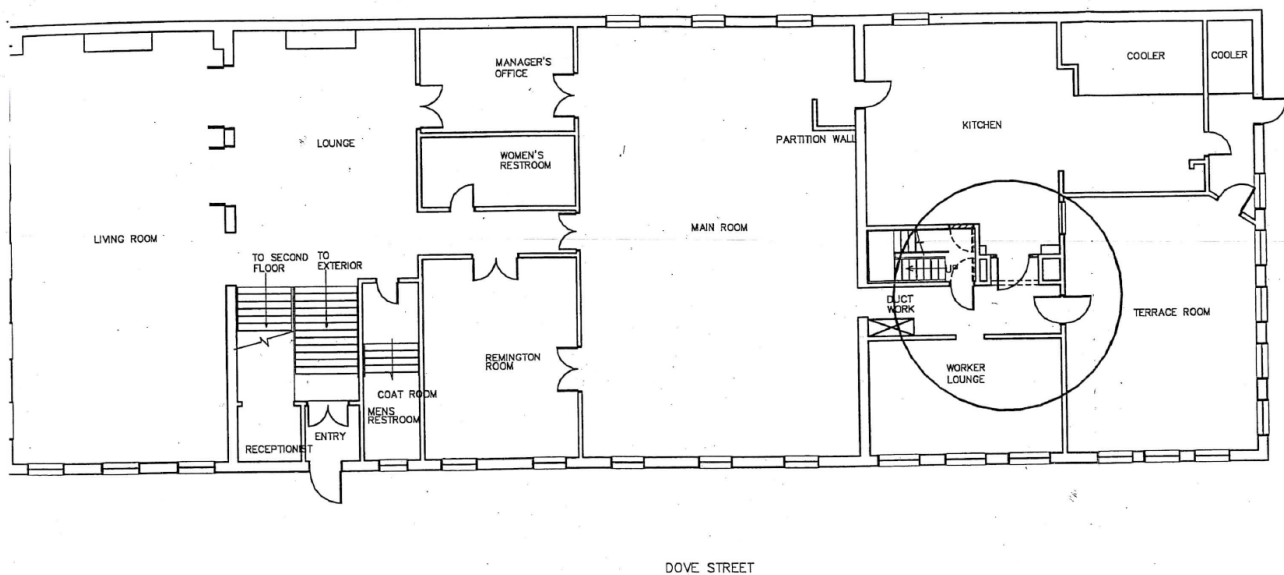 COOLER
COOLER
MANAGER'S
OFFICE
KITCHEN
PARTITION WALL
LOUNGE
WOMEN'S
RESTROOM
LIVING ROOM
MAIN ROOM
TO SECOND
FLOOR
TO
EXTERIOR
UP
DUCT
WORK
TERRACE ROOM
REMINGTON
ROOM
WORKER
LOUNGE
COAT ROOM
MENS
RESTROOM
ENTRY
RECEPTIONIST
DOVE STREET